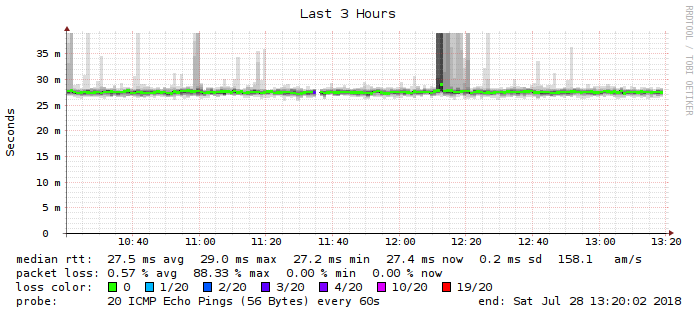 Last 3 Hours
RRDTOOL / TOBI OETIKER
Seconds
35 m
30 m
25 m
20 m
15 m
10 m
5 m
0
10:40 11:00 11:20 11:40 12:00 12:20 12:40 13:00 13:20
median rtt: 27.5 ms avg 29.0 ms max 27.2 ms min 27.4 ms now 0.2 ms sd 158.1 am/s
packet loss: 0.57 % avg 88.33 % max 0.00 % min 0.00 % now
loss color: 0 1/20 2/20 3/20 4/20 10/20 19/20
probe: 20 ICMP Echo Pings (56 Bytes) every 60s end: Sat Jul 28 13:20:02 2018